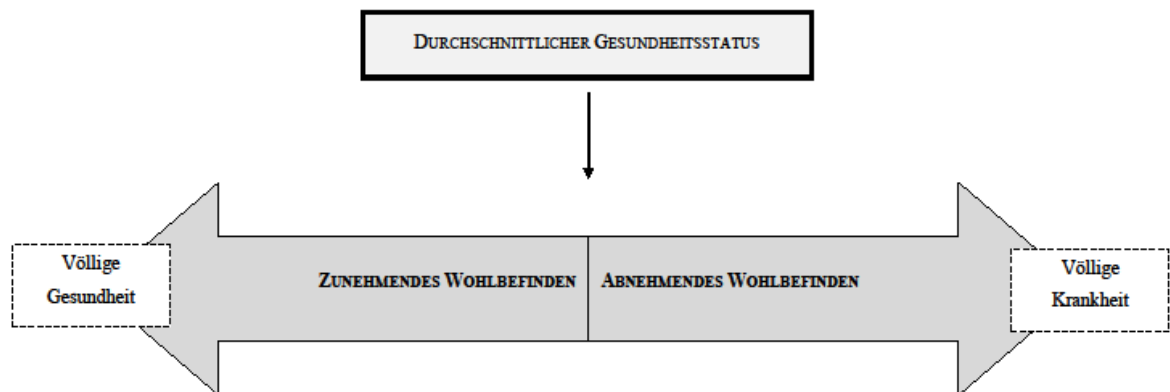 DURCHSCHNITTLICHER GESUNDHEITSSTATUS
Völlige
Gesundheit
ZUNEHMENDES WOHLBEFINDEN
ABNEHMENDES WOHLBEFINDEN
Völlige
Krankheit